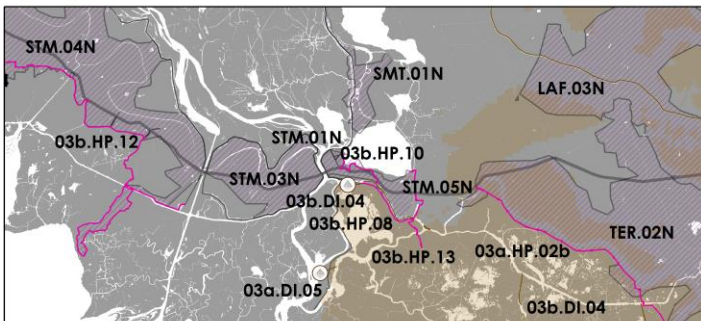 STM.04N
SMT.01N
LAF.03N
STM.01N
03b.HP.12
03b.HP.10
STM.03N
STM.05N
03b.DI.04
03b.HP.08
TER.02N
03b.HP.13
03a.HP.02b
03a.DI.05
03b.DI.04